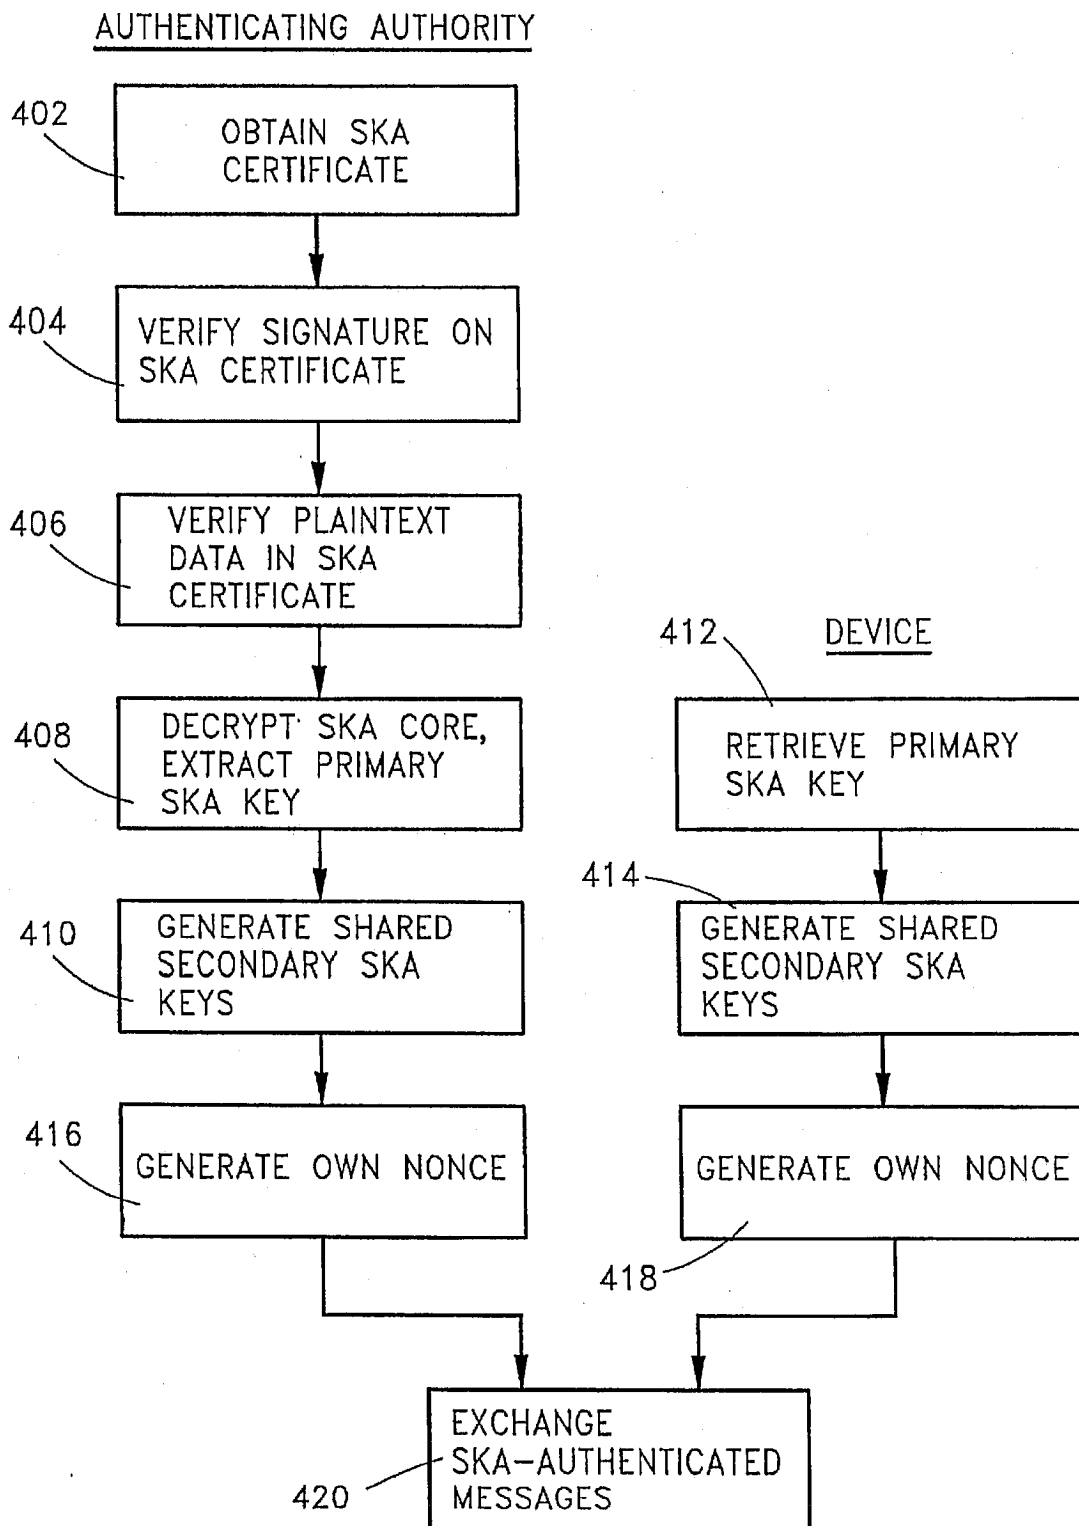 AUTHENTICATING AUTHORITY
402
OBTAIN SKA
CERTIFICATE
404
VERIFY SIGNATURE ON
SKA CERTIFICATE
406
VERIFY PLAINTEXT
DATA IN SKA
CERTIFICATE
408
DECRYPT SKA CORE,
EXTRACT PRIMARY
SKA KEY
410
GENERATE SHARED
SECONDARY SKA
KEYS
416
GENERATE OWN NONCE
DEVICE
412
RETRIEVE PRIMARY
SKA KEY
414
GENERATE SHARED
SECONDARY SKA
KEYS
GENERATE OWN NONCE
418
EXCHANGE
SKA-AUTHENTICATED
MESSAGES
420